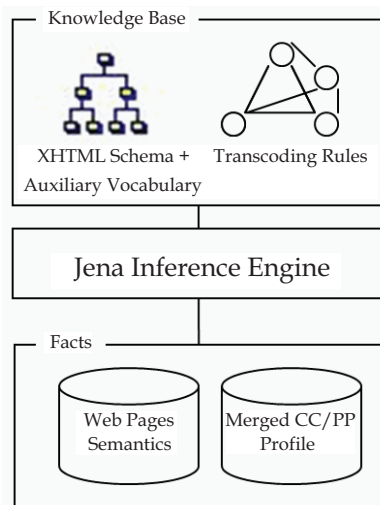 Knowledge Base
XHTML Schema +
Auxiliary Vocabulary
Transcoding Rules
Jena Inference Engine
Facts
Web Pages
Semantics
Merged CC/PP
Profile